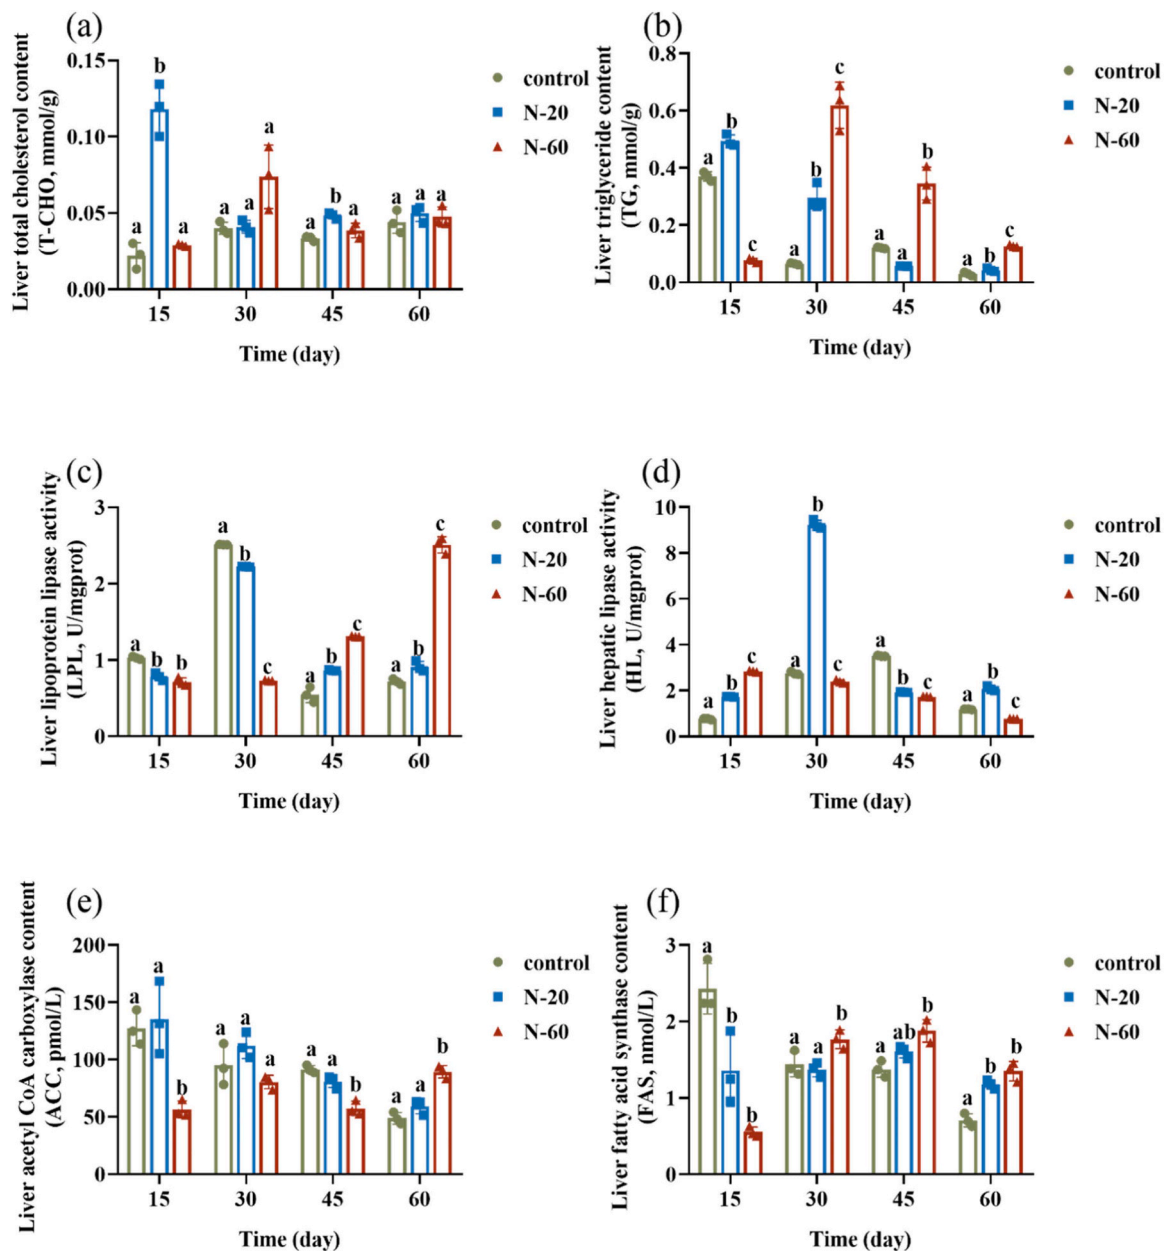 (a)
Liver total cholesterol content
(T-CHO, mmol/g)
0.15
0.10
0.05
0.00
b
a
a
a
a
a
a
b
a
a
a
a
15
30
45
60
Time (day)
control
N-20
N-60
(b)
Liver triglyceride content
(TG, mmol/g)
0.8
0.6
0.4
0.2
0.0
a
b
c
a
b
c
a
b
b
a
b
c
15
30
45
60
Time (day)
control
N-20
N-60
(c)
Liver lipoprotein lipase activity
(LPL, U/mgprot)
3
2
1
0
a
b
b
a
b
c
a
b
c
a
b
c
15
30
45
60
Time (day)
control
N-20
N-60
(d)
Liver hepatic lipase activity
(HL, U/mgprot)
10
8
6
4
2
0
a
b
c
a
b
c
a
b
c
a
b
c
15
30
45
60
Time (day)
control
N-20
N-60
(e)
Liver acetyl CoA carboxylase content
(ACC, pmol/L)
200
150
100
50
0
a
a
b
a
a
a
a
a
b
a
a
b
15
30
45
60
Time (day)
control
N-20
N-60
(f)
Liver fatty acid synthase content
(FAS, nmol/L)
3
2
1
0
a
b
b
a
a
b
a
ab
b
a
b
b
15
30
45
60
Time (day)
control
N-20
N-60